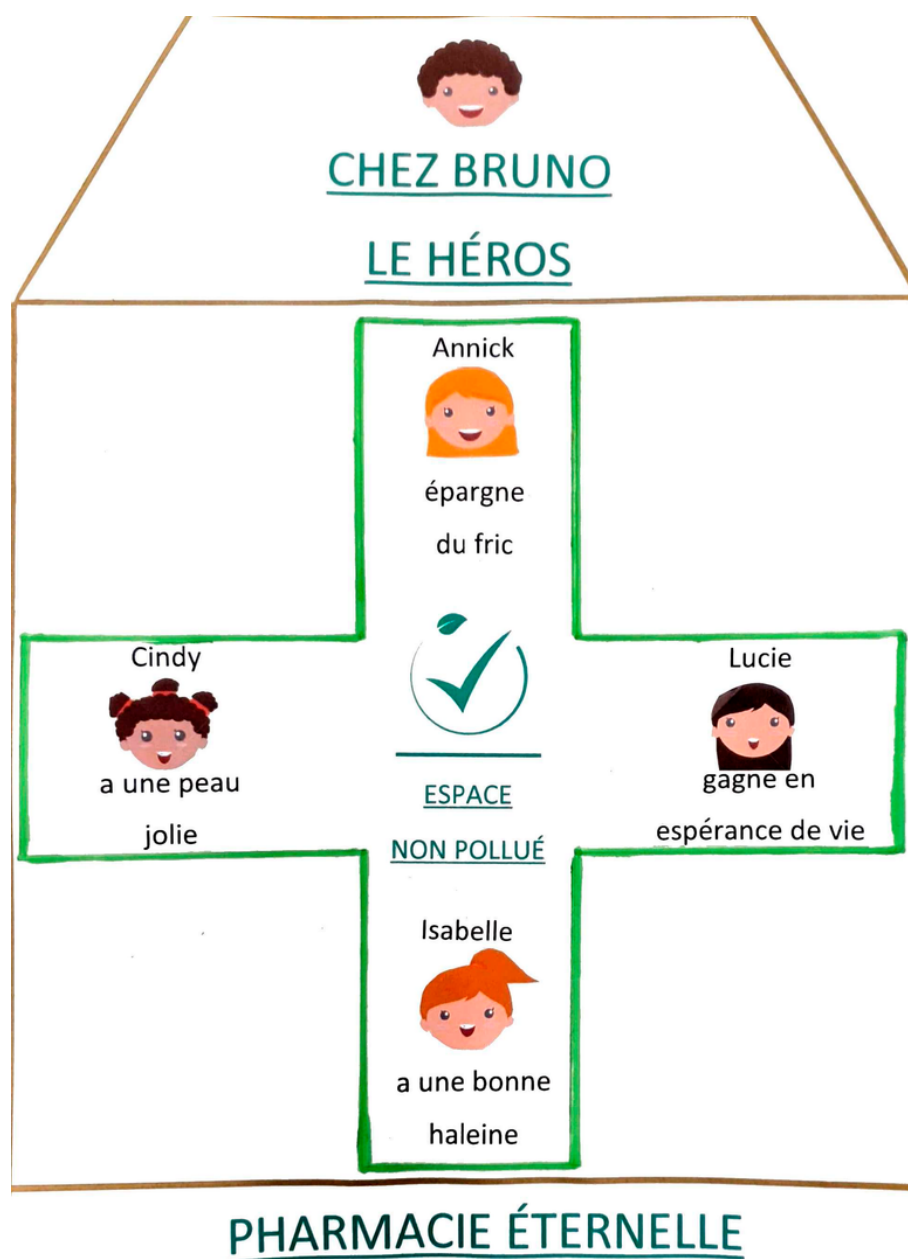 CHEZ BRUNO
LE HÉROS
Annick
épargne
du fric
Cindy
a une peau
jolie
Lucie
gagne en
espérance de vie
ESPACE
NON POLLUÉ
Isabelle
a une bonne
haleine
PHARMACIE ÉTERNELLE